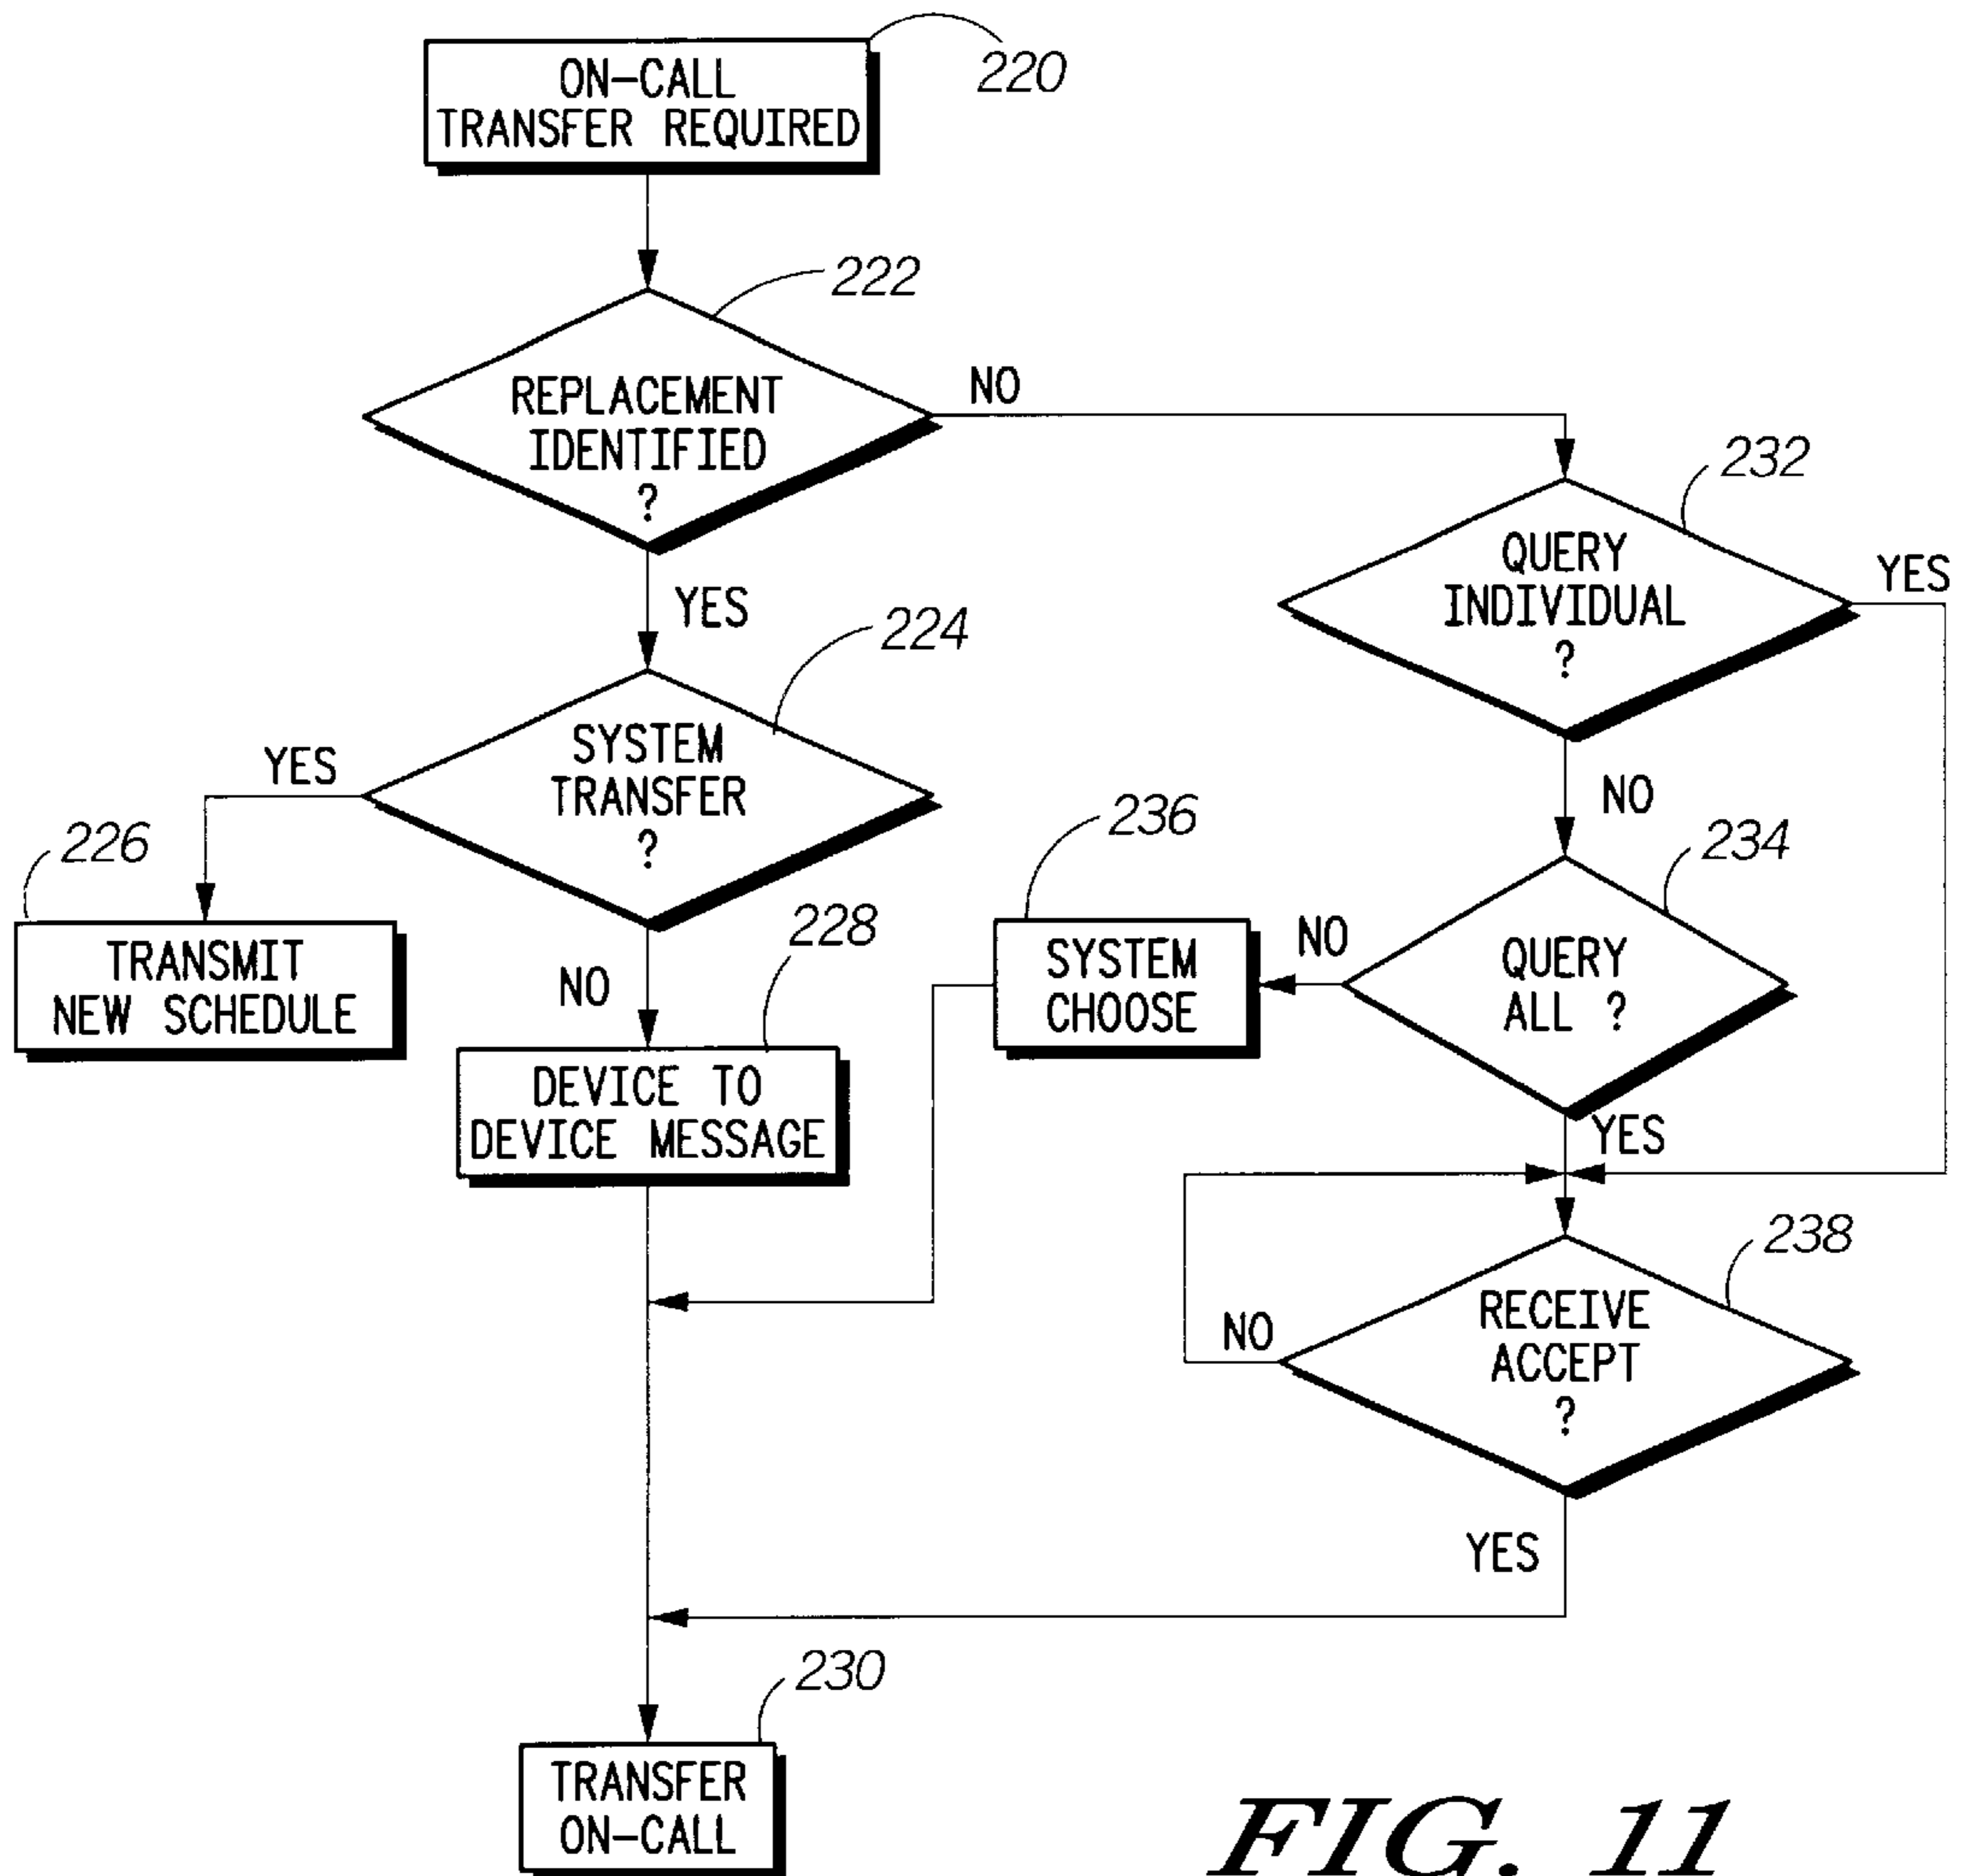 ON-CALL
TRANSFER REQUIRED
220
222
REPLACEMENT
IDENTIFIED
?
NO
232
QUERY
INDIVIDUAL
?
YES
YES
224
SYSTEM
TRANSFER
?
YES
NO
226
TRANSMIT
NEW SCHEDULE
NO
228
DEVICE TO
DEVICE MESSAGE
236
SYSTEM
CHOOSE
NO
234
QUERY
ALL ?
YES
238
RECEIVE
ACCEPT
?
NO
YES
230
TRANSFER
ON-CALL
FIG. 11